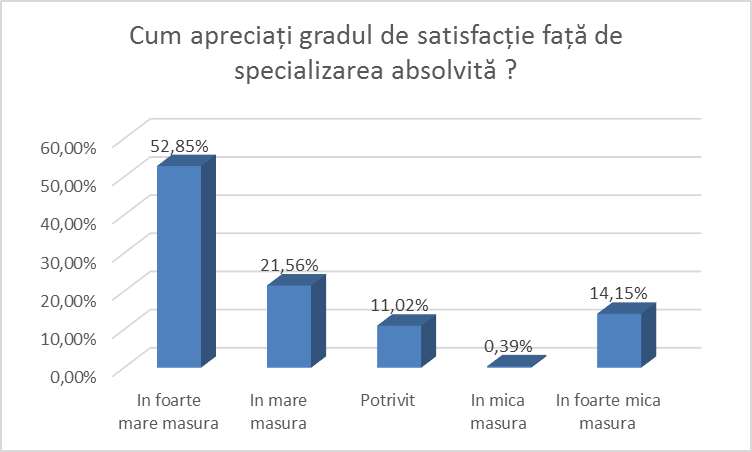 Cum apreciați gradul de satisfacție față de
specializarea absolvită ?
60,00%
50,00%
40,00%
30,00%
20,00%
10,00%
0,00%
52,85%
21,56%
11,02%
0,39%
14,15%
In foarte
mare masura
In mare
masura
Potrivit
In mica
masura
In foarte mica
masura